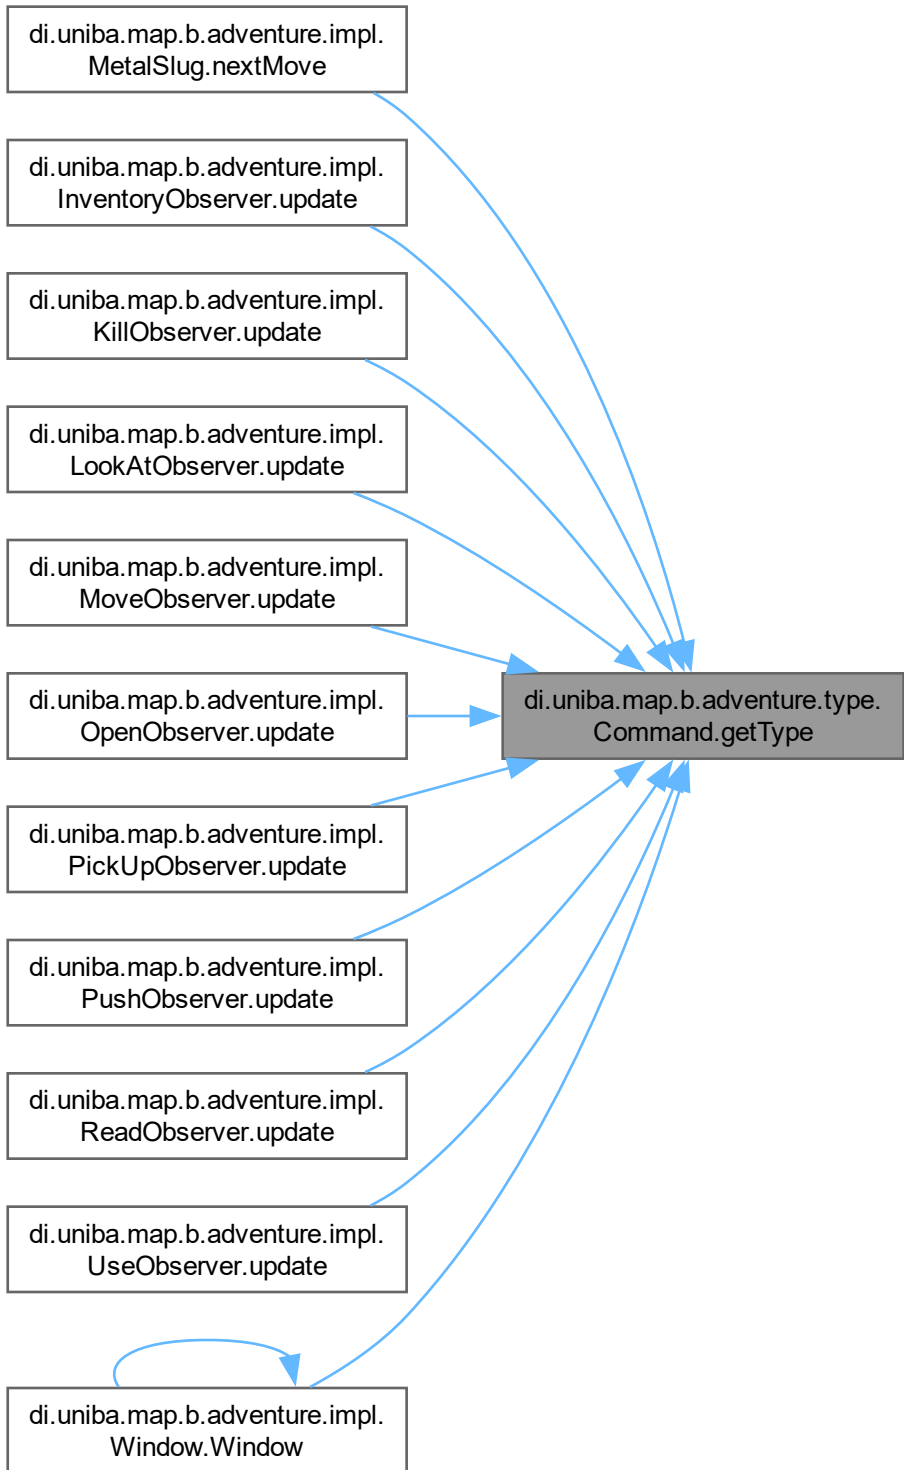 di.uniba.map.b.adventure.impl.
MetalSlug.nextMove
di.uniba.map.b.adventure.impl.
InventoryObserver.update
di.uniba.map.b.adventure.impl.
KillObserver.update
di.uniba.map.b.adventure.impl.
LookAtObserver.update
di.uniba.map.b.adventure.impl.
MoveObserver.update
di.uniba.map.b.adventure.impl.
OpenObserver.update
di.uniba.map.b.adventure.type.
Command.getType
di.uniba.map.b.adventure.impl.
PickUpObserver.update
di.uniba.map.b.adventure.impl.
PushObserver.update
di.uniba.map.b.adventure.impl.
ReadObserver.update
di.uniba.map.b.adventure.impl.
UseObserver.update
di.uniba.map.b.adventure.impl.
Window.Window